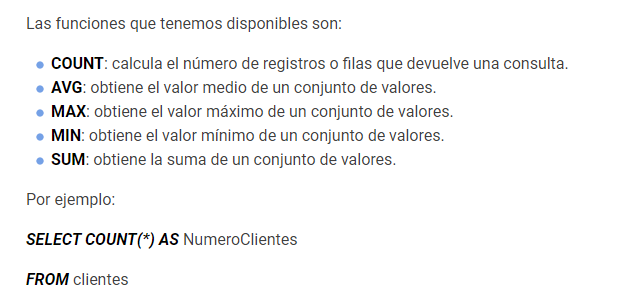 Las funciones que tenemos disponibles son:
COUNT: calcula el número de registros o filas que devuelve una consulta.
AVG: obtiene el valor medio de un conjunto de valores.
MAX: obtiene el valor máximo de un conjunto de valores.
MIN: obtiene el valor mínimo de un conjunto de valores.
SUM: obtiene la suma de un conjunto de valores.
Por ejemplo:
SELECT COUNT(*) AS NumeroClientes
FROM clientes